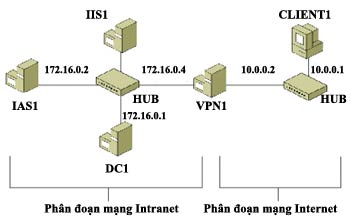 IIS1
CLIENT1
172.16.0.2
172.16.0.4
10.0.0.2
10.0.0.1
IAS1
HUB
VPN1
HUB
172.16.0.1
DC1
Phân đoạn mạng Intranet
Phân đoạn mạng Internet